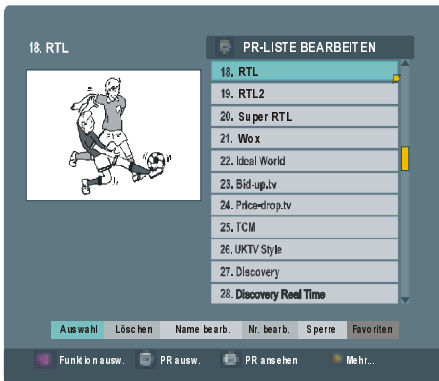 18. RTL
PR-LISTE BEARBEITEN
18. RTL
19. RTL2
20. Super RTL
21. Wox
22. Ideal World
23. Bid-up.tv
24. Price-drop.tv
25. TCM
26. UKTV Style
27. Discovery
28. Discovery Real Time
Auswahl Löschen Name bearb. Nr. bearb. Sperre Favoriten
Funktion ausw. PR ausw. PR ansehen Mehr...